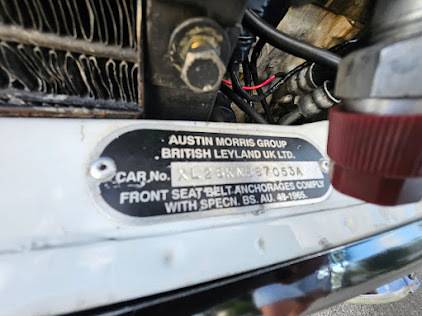 AUSTIN MORRIS GROUP
BRITISH LEYLAND UK LTD.
CAR No.
FRONT SEAT BELT ANCHORAGES COMPLY
WITH SPECN. BS. AU. 48-1965.